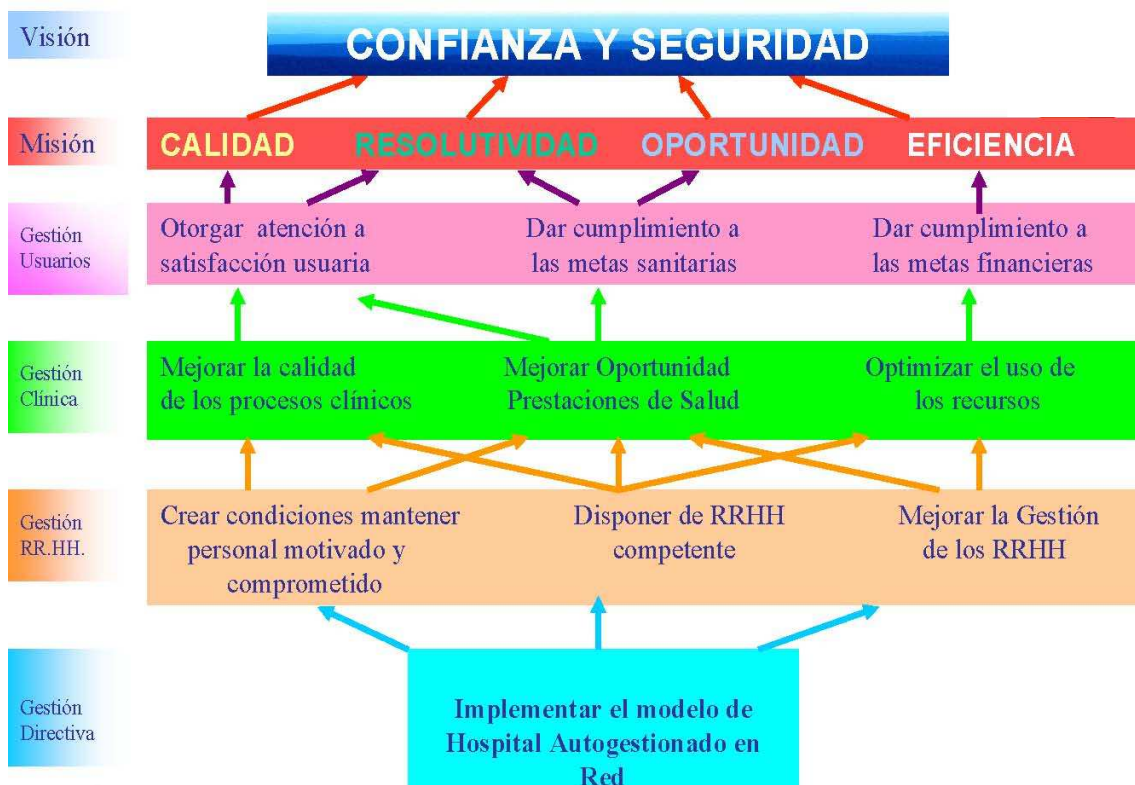 Visión
CONFIANZA Y SEGURIDAD
Misión
CALIDAD RESOLUTIVIDAD OPORTUNIDAD EFICIENCIA
Gestión
Usuarios
Otorgar atención a
satisfacción usuaria
Dar cumplimiento a
las metas sanitarias
Dar cumplimiento a
las metas financieras
Gestión
Clínica
Mejorar la calidad
de los procesos clínicos
Mejorar Oportunidad
Prestaciones de Salud
Optimizar el uso de
los recursos
Gestión
RR.HH.
Crear condiciones mantener
personal motivado y
comprometido
Disponer de RRHH
competente
Mejorar la Gestión
de los RRHH
Gestión
Directiva
Implementar el modelo de
Hospital Autogestionado en
Red